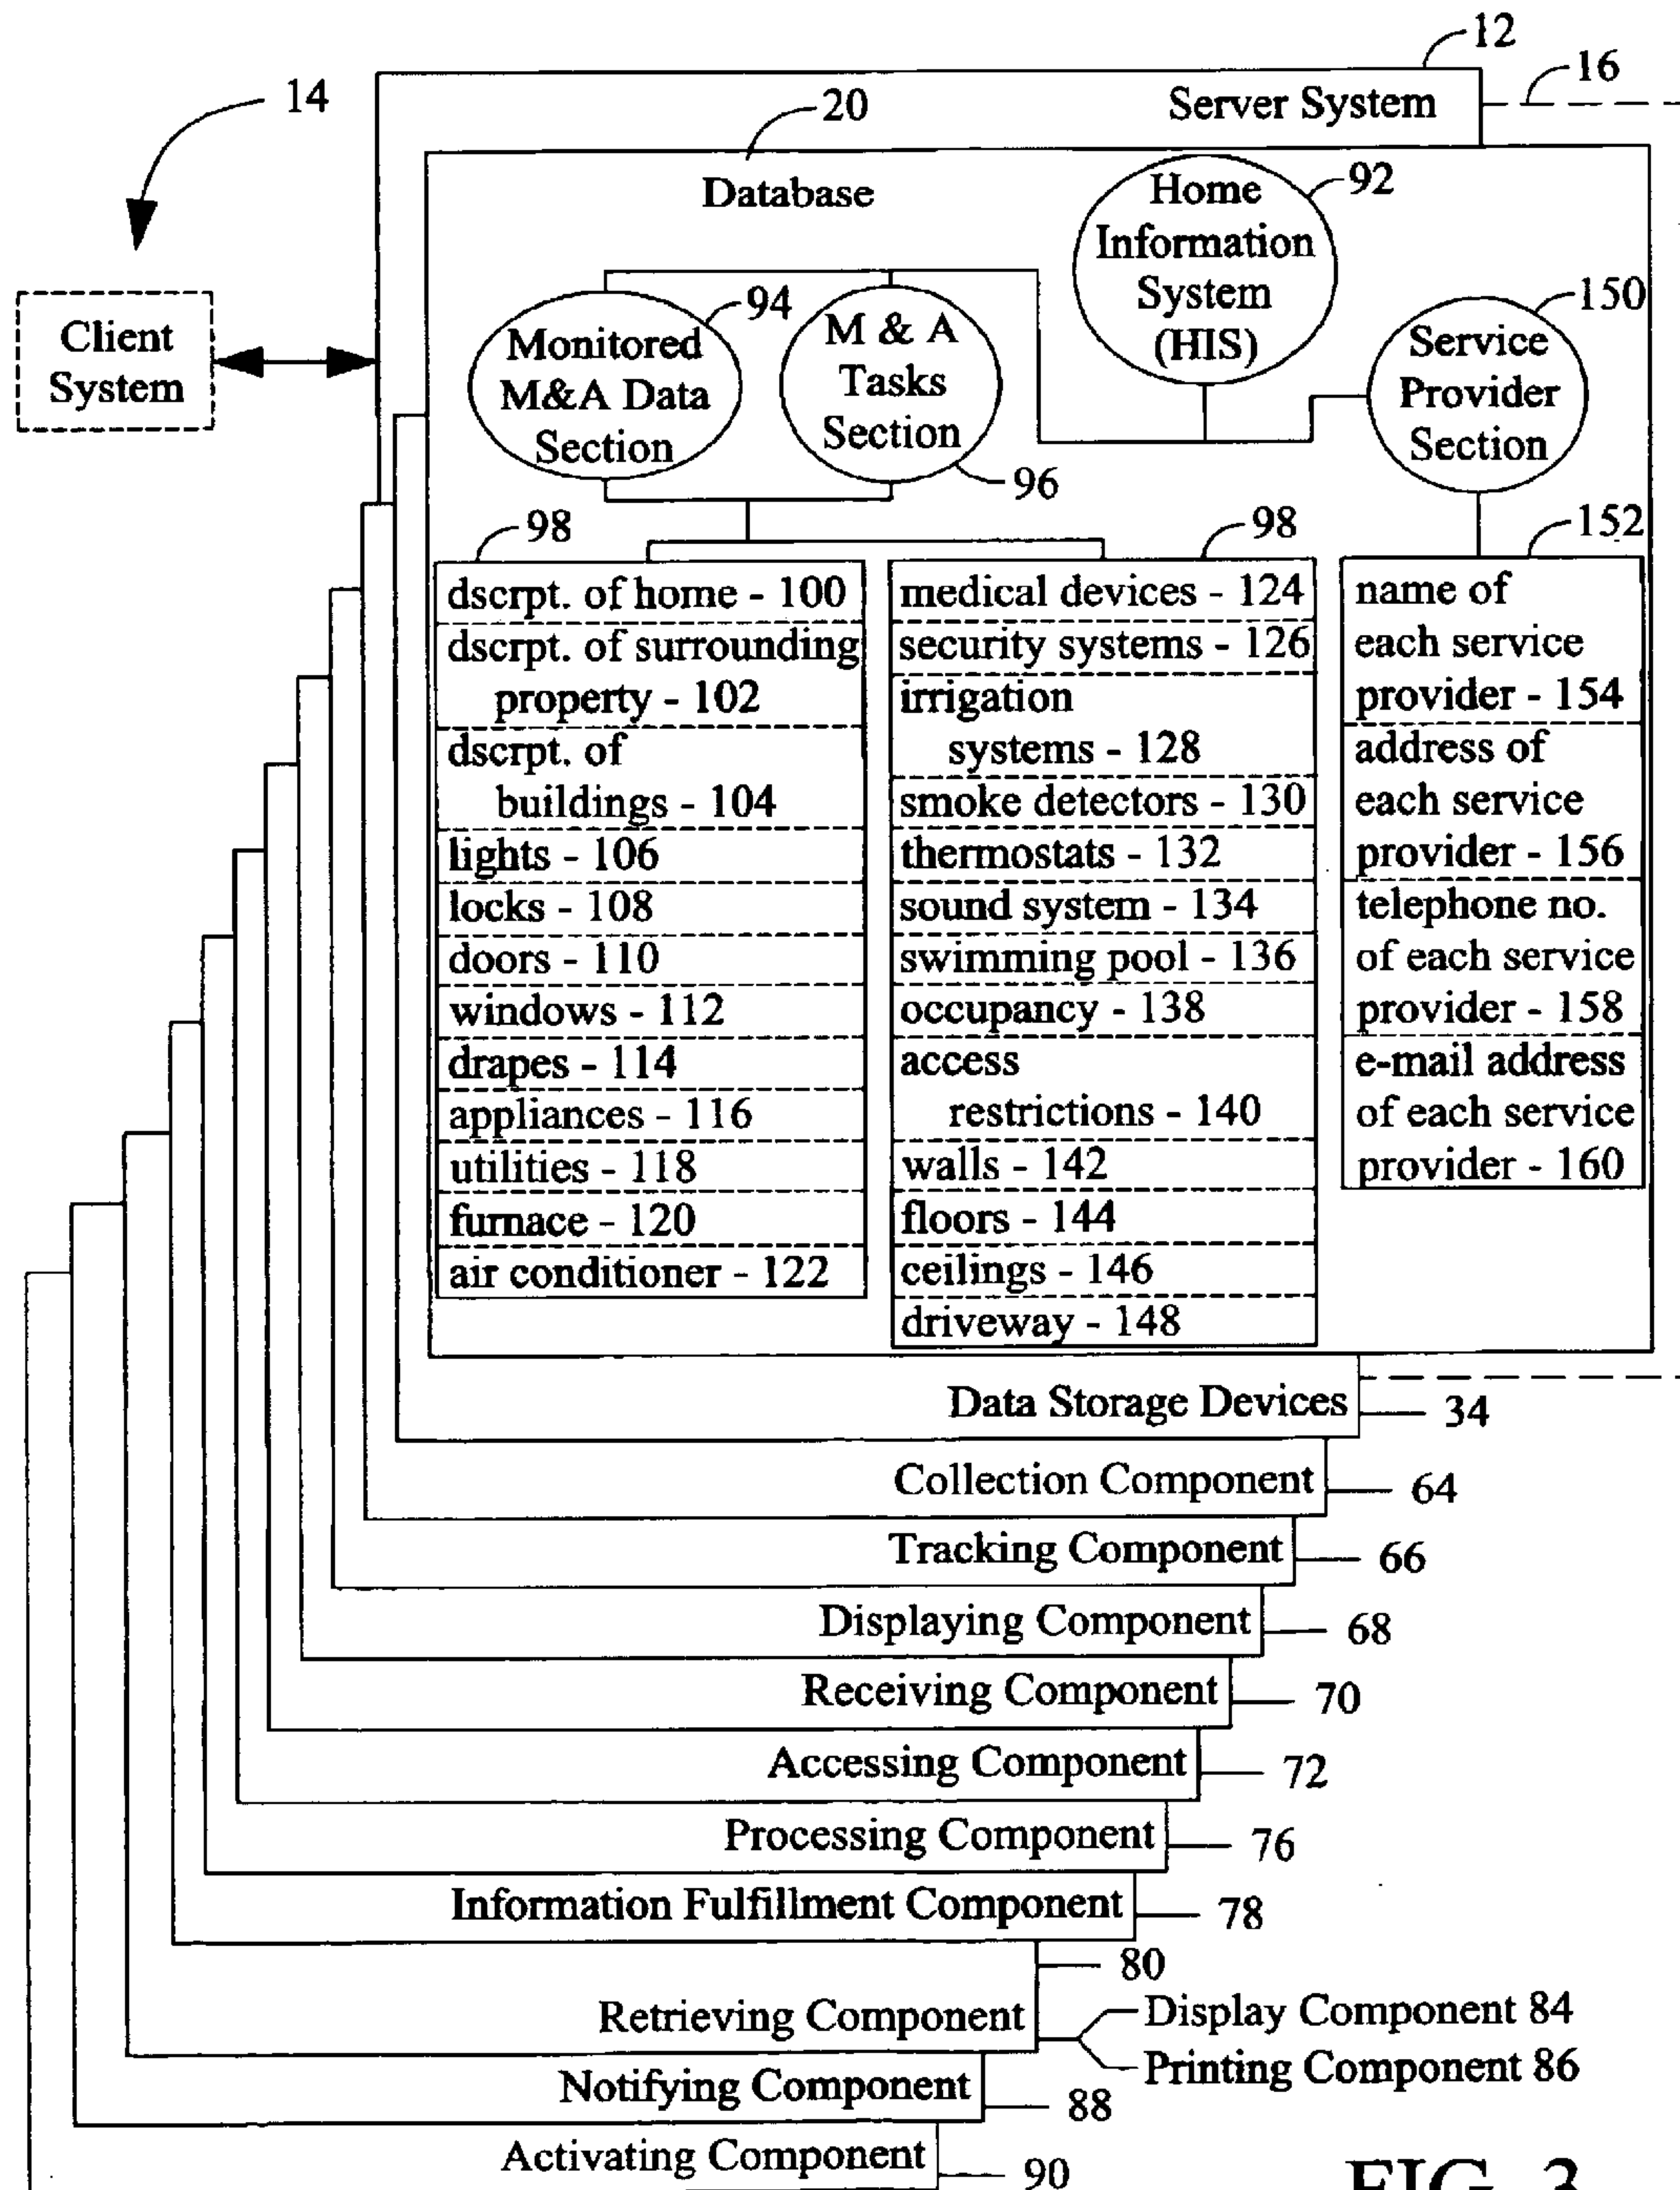 12
16
Server System
14
20
Database
Home
Information
System
(HIS)
92
Client
System
Monitored
M&A Data
Section
94
M & A
Tasks
Section
96
Service
Provider
Section
150
98
dscrpt. of home - 100
dscrpt. of surrounding
property - 102
dscrpt. of
buildings - 104
lights - 106
locks - 108
doors - 110
windows - 112
drapes - 114
appliances - 116
utilities - 118
furnace - 120
air conditioner - 122
98
medical devices - 124
security systems - 126
irrigation
systems - 128
smoke detectors - 130
thermostats - 132
sound system - 134
swimming pool - 136
occupancy - 138
access
restrictions - 140
walls - 142
floors - 144
ceilings - 146
driveway - 148
152
name of
each service
provider - 154
address of
each service
provider - 156
telephone no.
of each service
provider - 158
e-mail address
of each service
provider - 160
Data Storage Devices
34
Collection Component
64
Tracking Component
66
Displaying Component
68
Receiving Component
70
Accessing Component
72
Processing Component
76
Information Fulfillment Component
78
80
Retrieving Component
Display Component 84
Printing Component 86
Notifying Component
88
Activating Component
90
FIG. 3